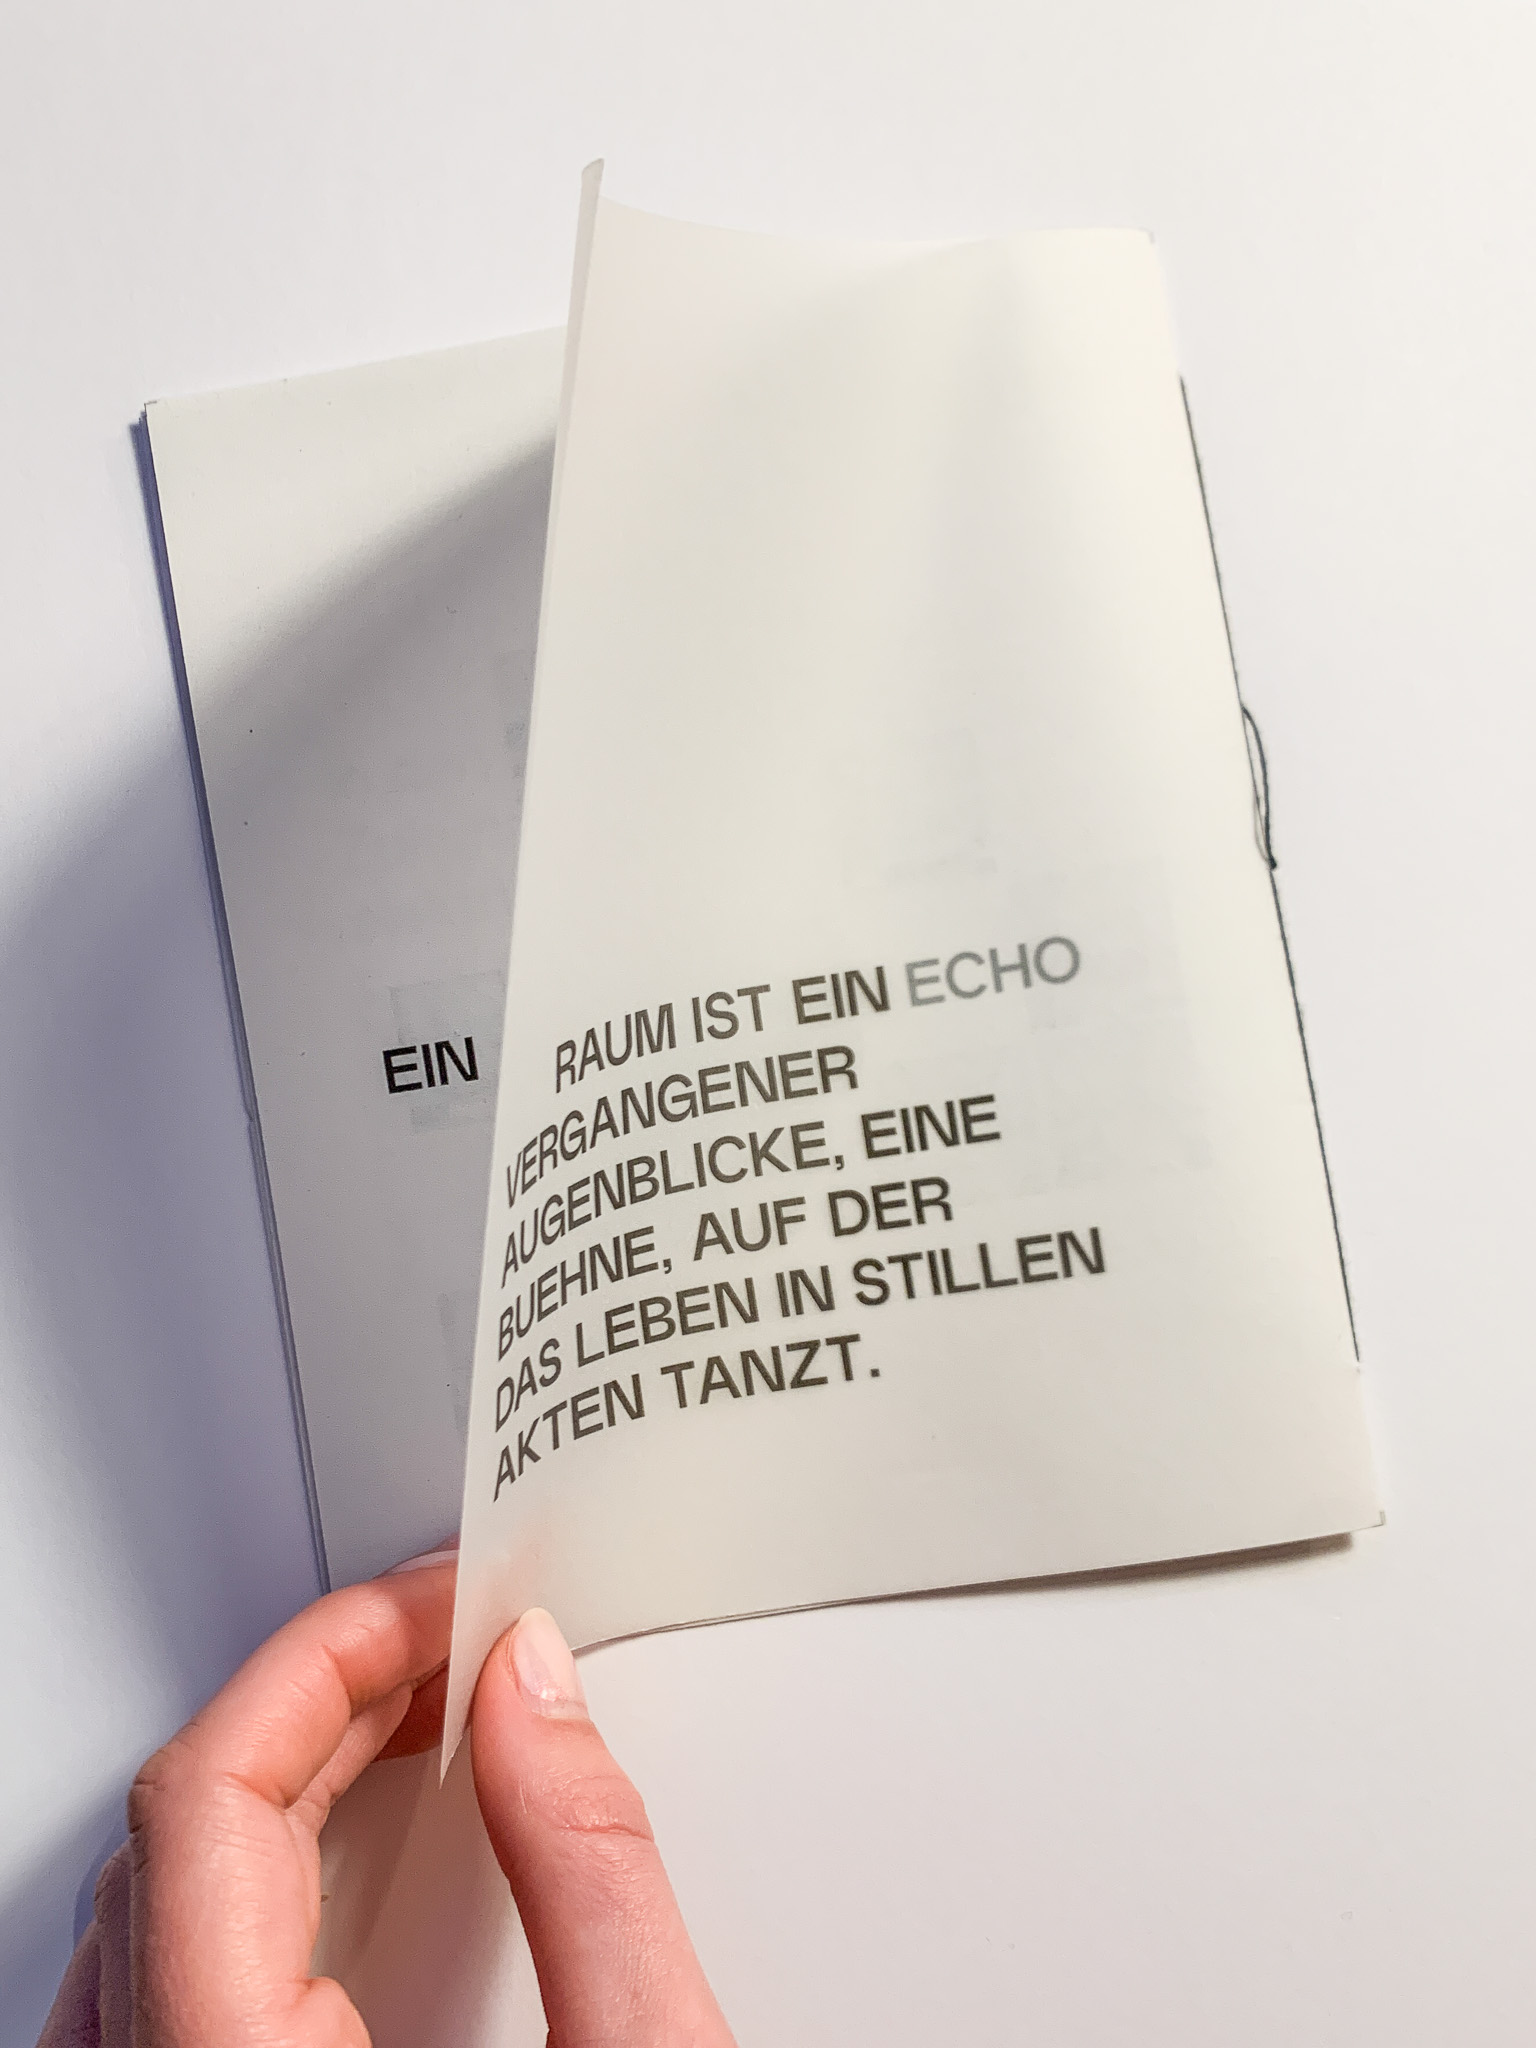 EIN RAUM IST EIN ECHO
VERGANGENER
AUGENBLICKE, EINE
BUEHNE, AUF DER
DAS LEBEN IN STILLEN
AKTEN TANZT.